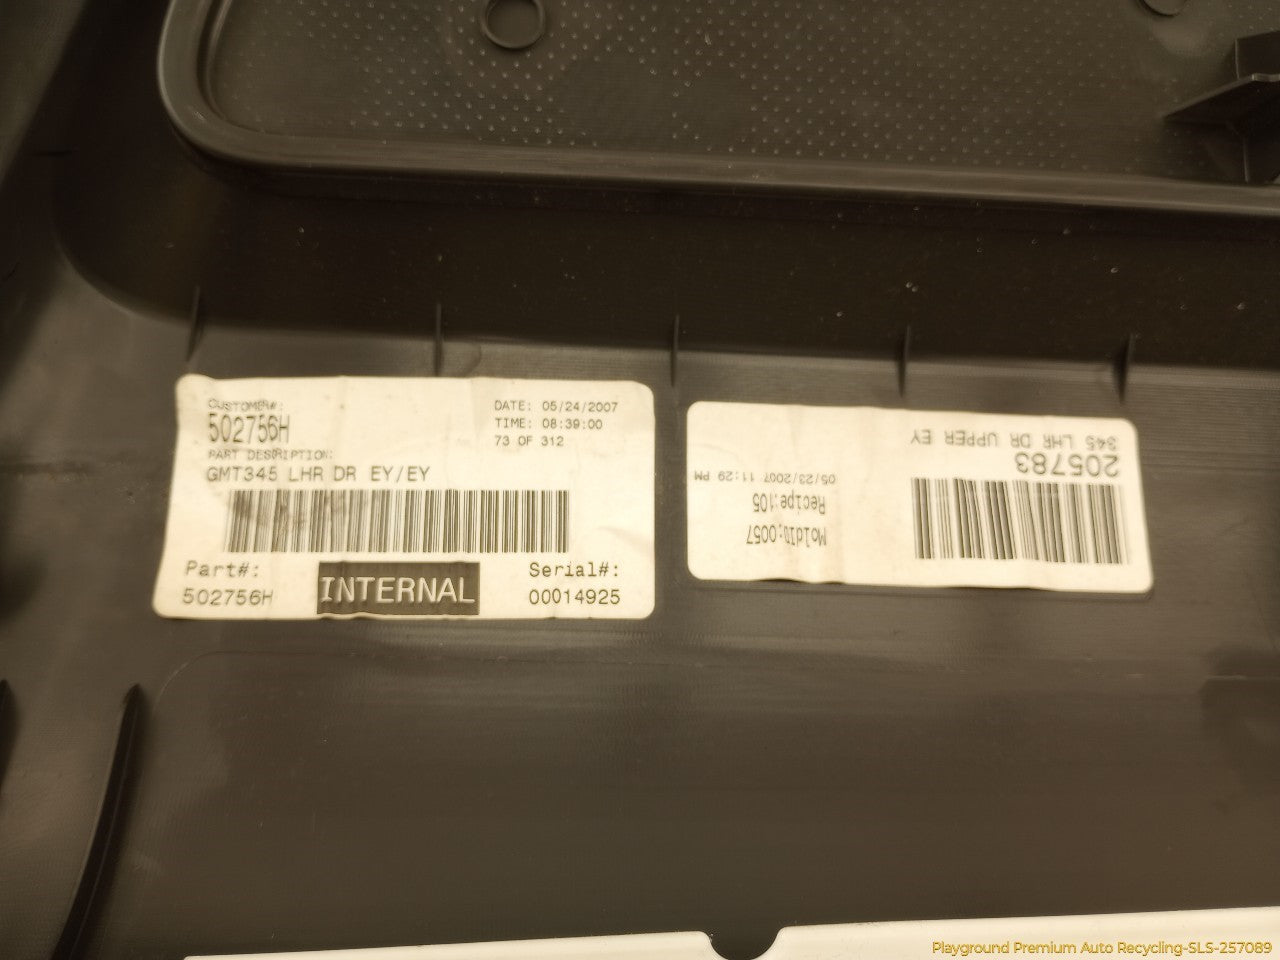 CUSTOMER#:
502756H
PART DESCRIPTION:
GMT345 LHR DR EY/EY
DATE: 05/24/2007
TIME: 08:39:00
73 OF 312
Part#:
502756H
INTERNAL
Serial#:
00014925
345 LHR DR UPPER EY
205783
05/23/2007 11:29 PM
Recipe:105
MoldID:0057
Playground Premium Auto Recycling-SLS-257089